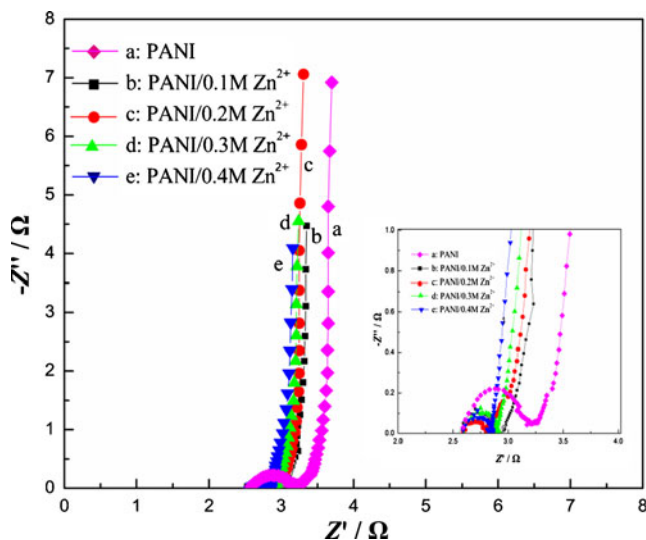 8
7
6
5
4
3
2
1
0
-Z'' / Ω
a: PANI
b: PANI/0.1M Zn²⁺
c: PANI/0.2M Zn²⁺
d: PANI/0.3M Zn²⁺
e: PANI/0.4M Zn²⁺
c
d
b
a
e
1.0
0.8
0.6
0.4
0.2
0.0
-Z'' / Ω
a: PANI
b: PANI/0.1M Zn²⁺
c: PANI/0.2M Zn²⁺
d: PANI/0.3M Zn²⁺
e: PANI/0.4M Zn²⁺
2.0 2.5 3.0 3.5 4.0
Z' / Ω
0 1 2 3 4 5 6 7 8
Z' / Ω